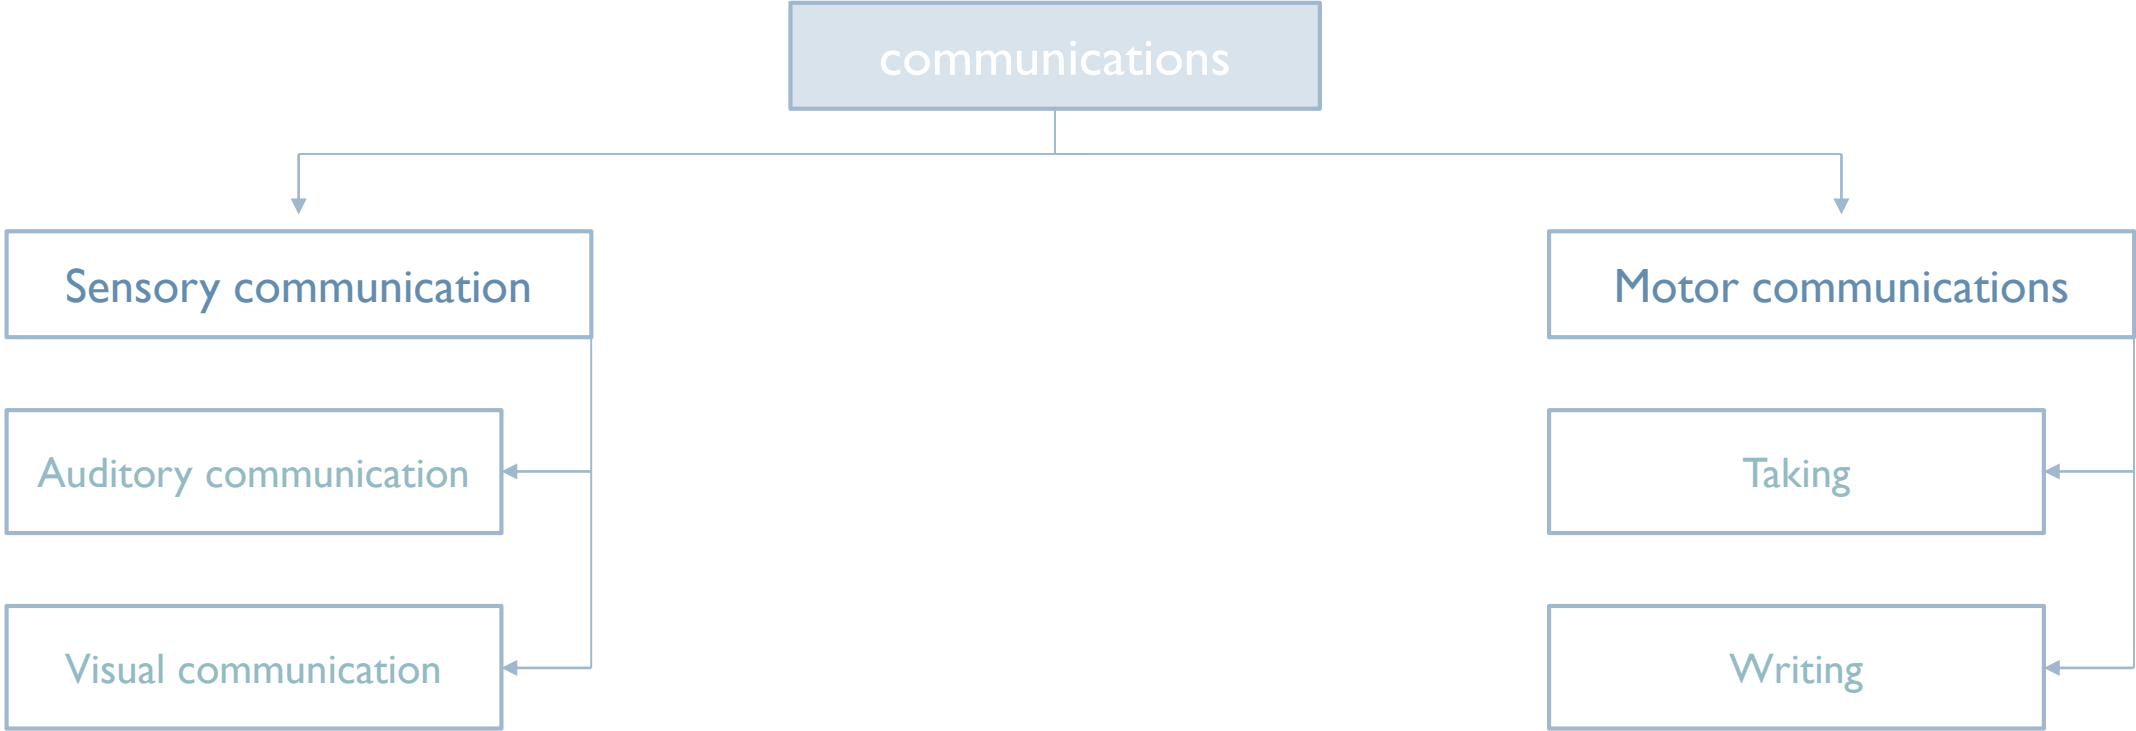 communications
Sensory communication
Auditory communication
Visual communication
Motor communications
Taking
Writing